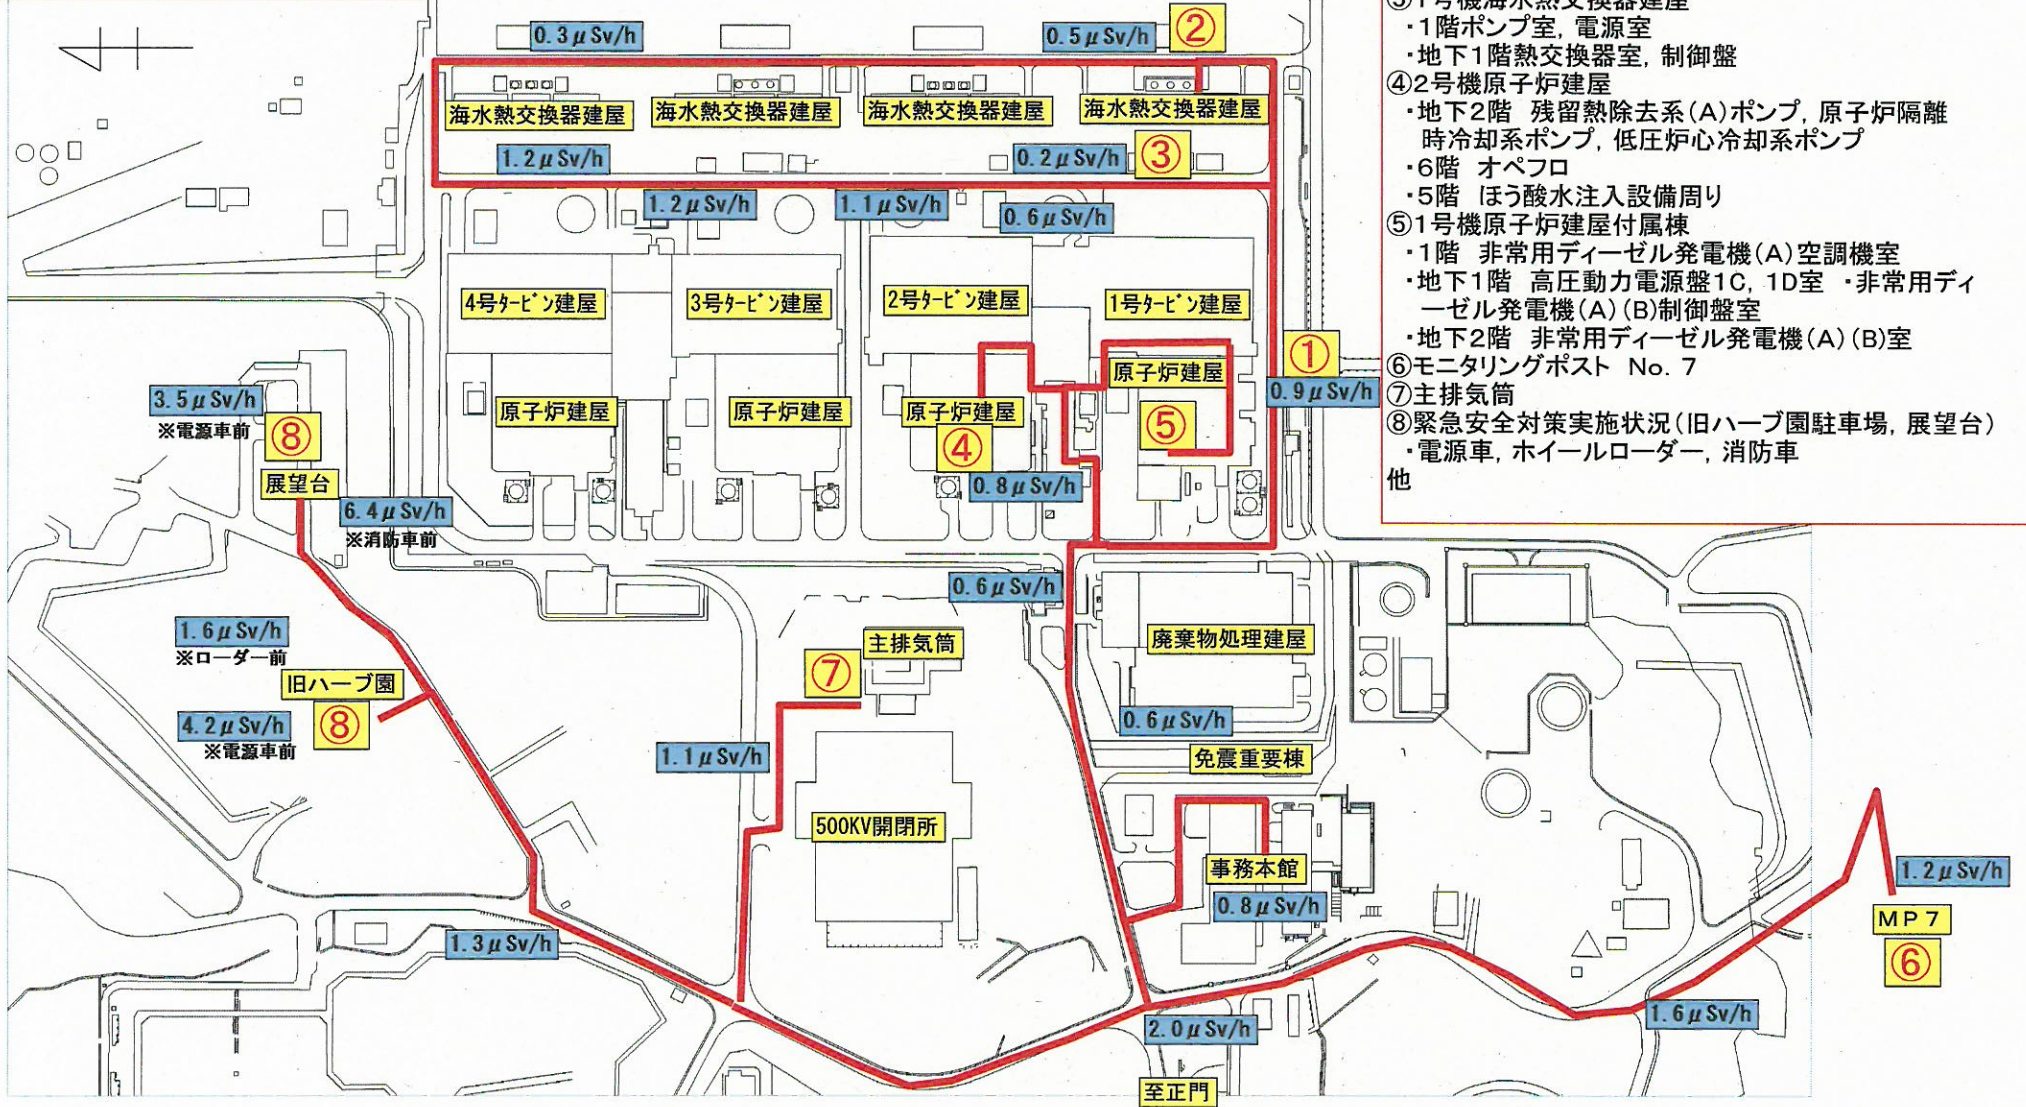 0.3μSv/h
0.5μSv/h
②
海水熱交換器建屋
海水熱交換器建屋
海水熱交換器建屋
海水熱交換器建屋
1.2μSv/h
0.2μSv/h
③
1.2μSv/h
1.1μSv/h
0.6μSv/h
4号タービン建屋
3号タービン建屋
2号タービン建屋
1号タービン建屋
①
0.9μSv/h
原子炉建屋
原子炉建屋
原子炉建屋
原子炉建屋
④
⑤
0.8μSv/h
3.5μSv/h
※電源車前
⑧
展望台
6.4μSv/h
※消防車前
0.6μSv/h
1.6μSv/h
※ローダー前
旧ハーブ園
⑧
4.2μSv/h
※電源車前
主排気筒
⑦
廃棄物処理建屋
0.6μSv/h
1.1μSv/h
免震重要棟
500KV開閉所
事務本館
0.8μSv/h
1.3μSv/h
2.0μSv/h
至正門
1.6μSv/h
1.2μSv/h
MP7
⑥
③1号機海水熱交換器建屋
・1階ポンプ室, 電源室
・地下1階熱交換器室, 制御盤
④2号機原子炉建屋
・地下2階 残留熱除去系(A)ポンプ, 原子炉隔離
時冷却系ポンプ, 低圧炉心冷却系ポンプ
・6階 オペフロ
・5階 ほう酸水注入設備周り
⑤1号機原子炉建屋付属棟
・1階 非常用ディーゼル発電機(A)空調機室
・地下1階 高圧動力電源盤1C, 1D室 ・非常用ディ
ーゼル発電機(A)(B)制御盤室
・地下2階 非常用ディーゼル発電機(A)(B)室
⑥モニタリングポスト No. 7
⑦主排気筒
⑧緊急安全対策実施状況(旧ハーブ園駐車場, 展望台)
・電源車, ホイールローダー, 消防車
他